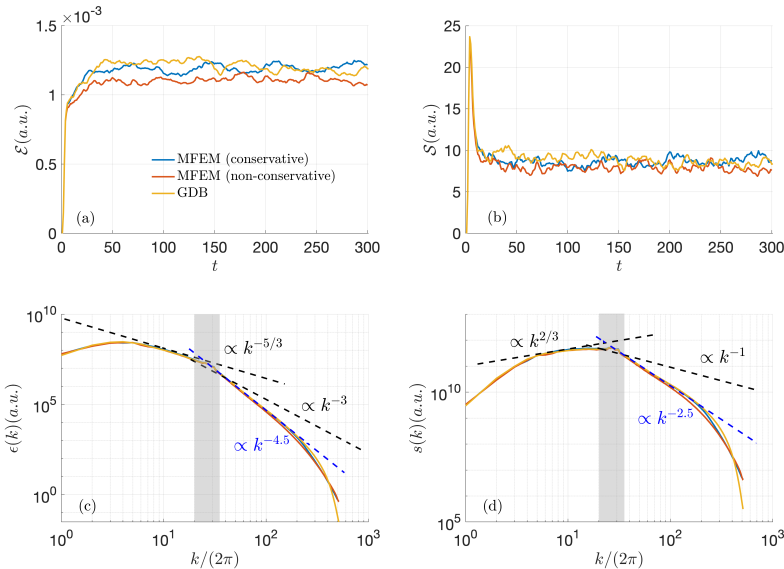 ×10⁻³
1.5
1
0.5
0
ℰ(a.u.)
MFEM (conservative)
MFEM (non-conservative)
GDB
(a)
0 50 100 150 200 250 300
t
25
20
15
10
5
0
𝒮(a.u.)
(b)
0 50 100 150 200 250 300
t
10¹⁰
10⁵
10⁰
ϵ(k)(a.u.)
∝ k⁻⁵/³
∝ k⁻³
∝ k⁻⁴·⁵
(c)
10⁰ 10¹ 10² 10³
k/(2π)
10¹⁰
10⁵
s(k)(a.u.)
∝ k²/³
∝ k⁻¹
∝ k⁻²·⁵
(d)
10⁰ 10¹ 10² 10³
k/(2π)